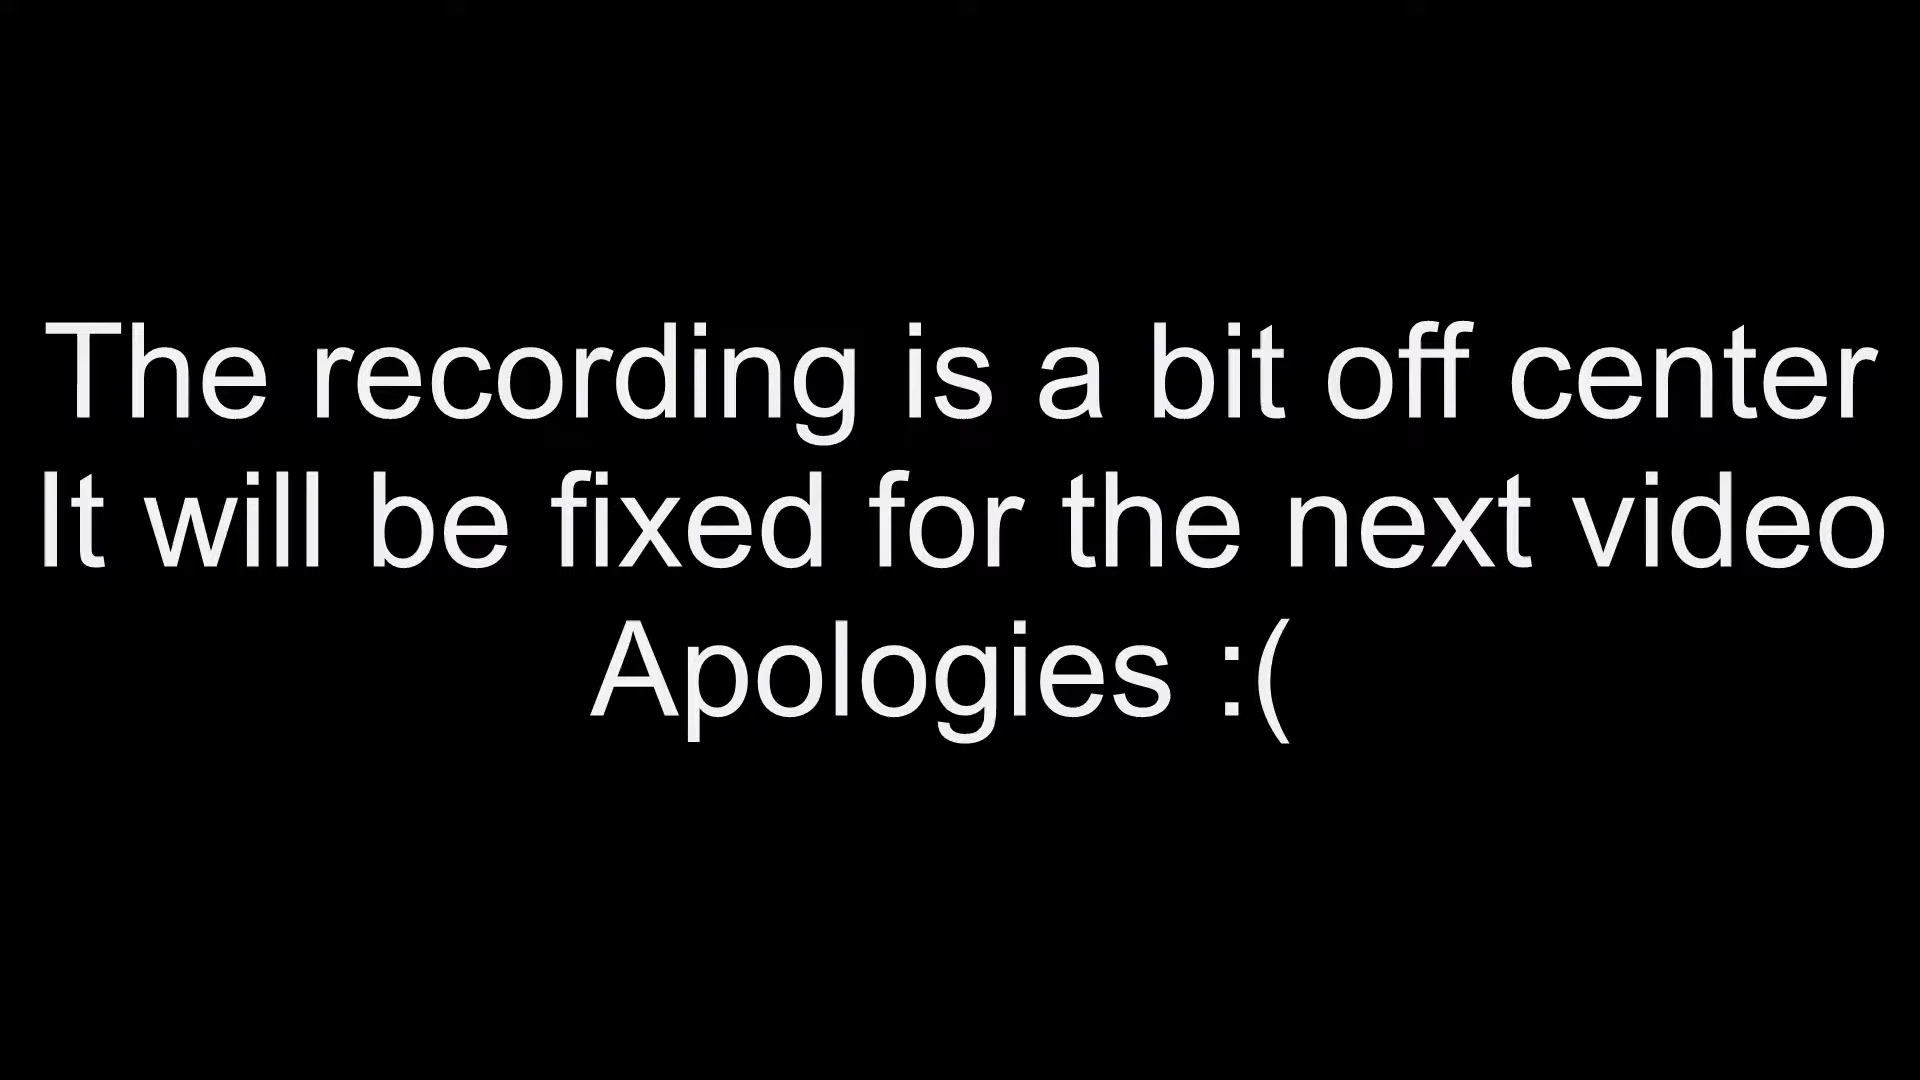 The recording is a bit off center
It will be fixed for the next video
Apologies :(